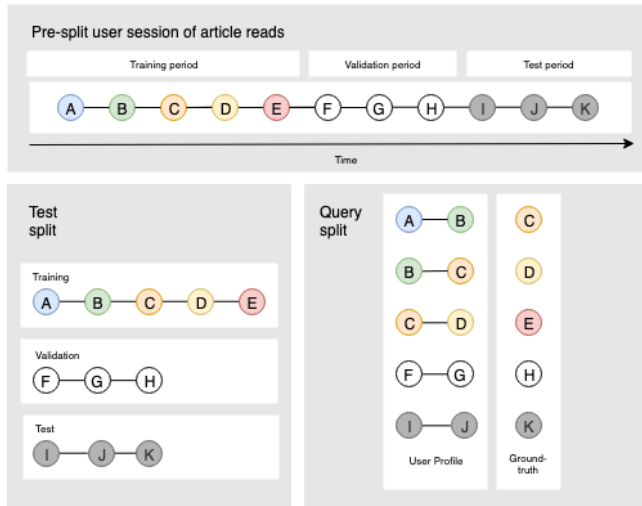 Pre-split user session of article reads
Training period Validation period Test period
A B C D E F G H I J K
Time
Test
split
Training
A B C D E
Validation
F G H
Test
I J K
Query
split
A B C
B C D
C D E
F G H
I J K
User Profile Ground-
truth